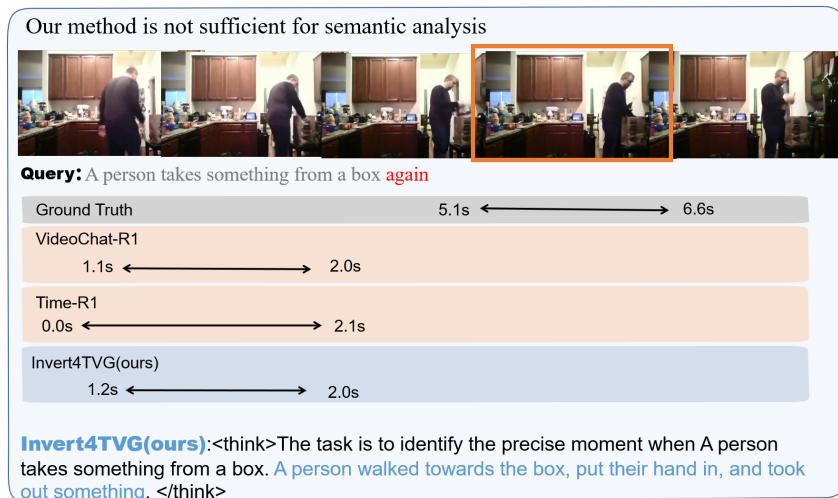 Our method is not sufficient for semantic analysis
Query: A person takes something from a box again
Ground Truth 5.1s 6.6s
VideoChat-R1
1.1s 2.0s
Time-R1
0.0s 2.1s
Invert4TVG(ours)
1.2s 2.0s
Invert4TVG(ours):<think>The task is to identify the precise moment when A person
takes something from a box. A person walked towards the box, put their hand in, and took
out something. </think>